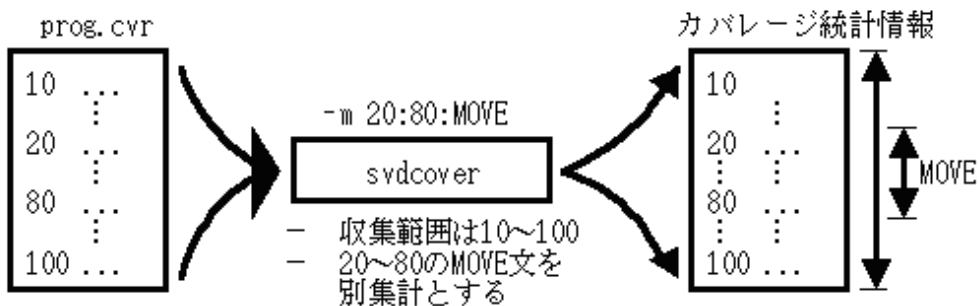 prog.cvr
10 ...
⋮
20 ...
⋮
80 ...
⋮
100 ...
-m 20:80:MOVE
svdcover
－ 収集範囲は10～100
－ 20～80のMOVE文を
別集計とする
カバレージ統計情報
10
⋮
20 ...
⋮ ⋮
80 ...
⋮ ⋮
100 ...
MOVE